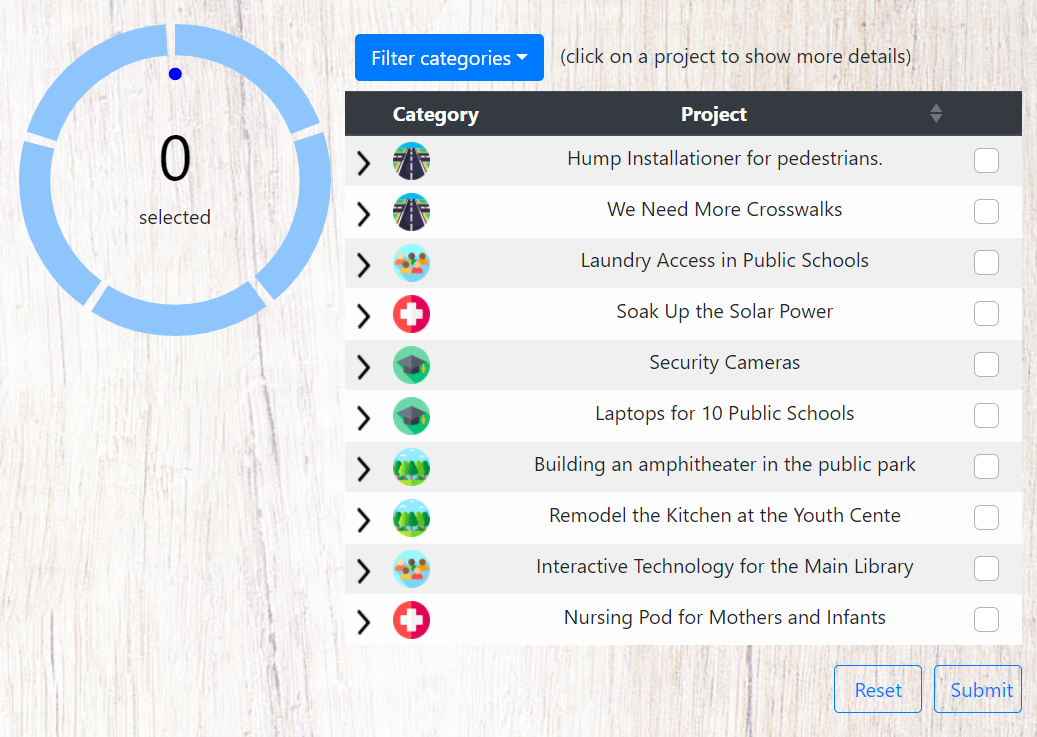 0
selected
Filter categories
(click on a project to show more details)
Category Project
Hump Installationer for pedestrians.
We Need More Crosswalks
Laundry Access in Public Schools
Soak Up the Solar Power
Security Cameras
Laptops for 10 Public Schools
Building an amphitheater in the public park
Remodel the Kitchen at the Youth Cente
Interactive Technology for the Main Library
Nursing Pod for Mothers and Infants
Reset Submit